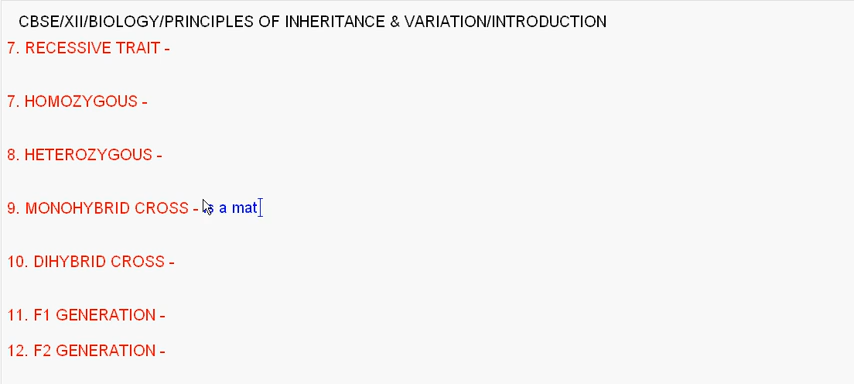 CBSE/XII/BIOLOGY/PRINCIPLES OF INHERITANCE & VARIATION/INTRODUCTION
7. RECESSIVE TRAIT -
7. HOMOZYGOUS -
8. HETEROZYGOUS -
9. MONOHYBRID CROSS - is a mat
10. DIHYBRID CROSS -
11. F1 GENERATION -
12. F2 GENERATION -